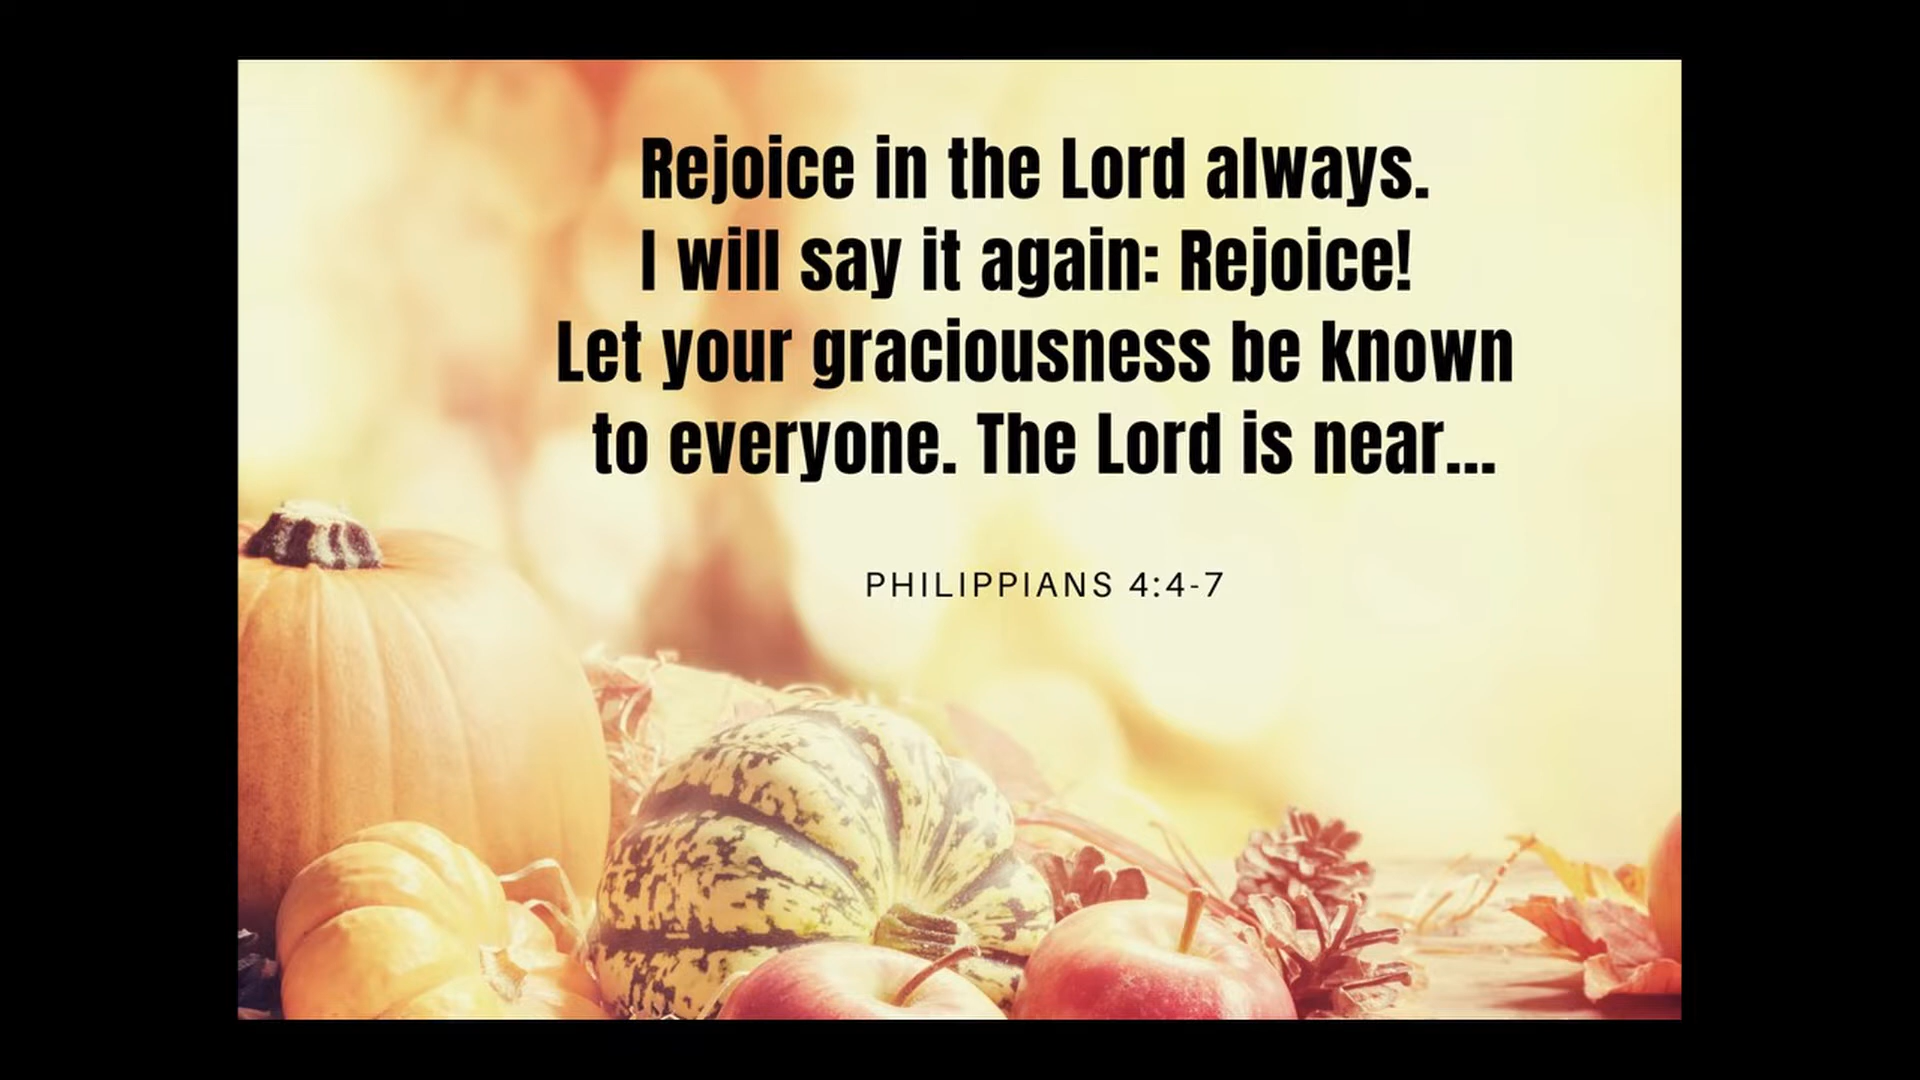 Rejoice in the Lord always.
I will say it again: Rejoice!
Let your graciousness be known
to everyone. The Lord is near...
PHILIPPIANS 4:4-7